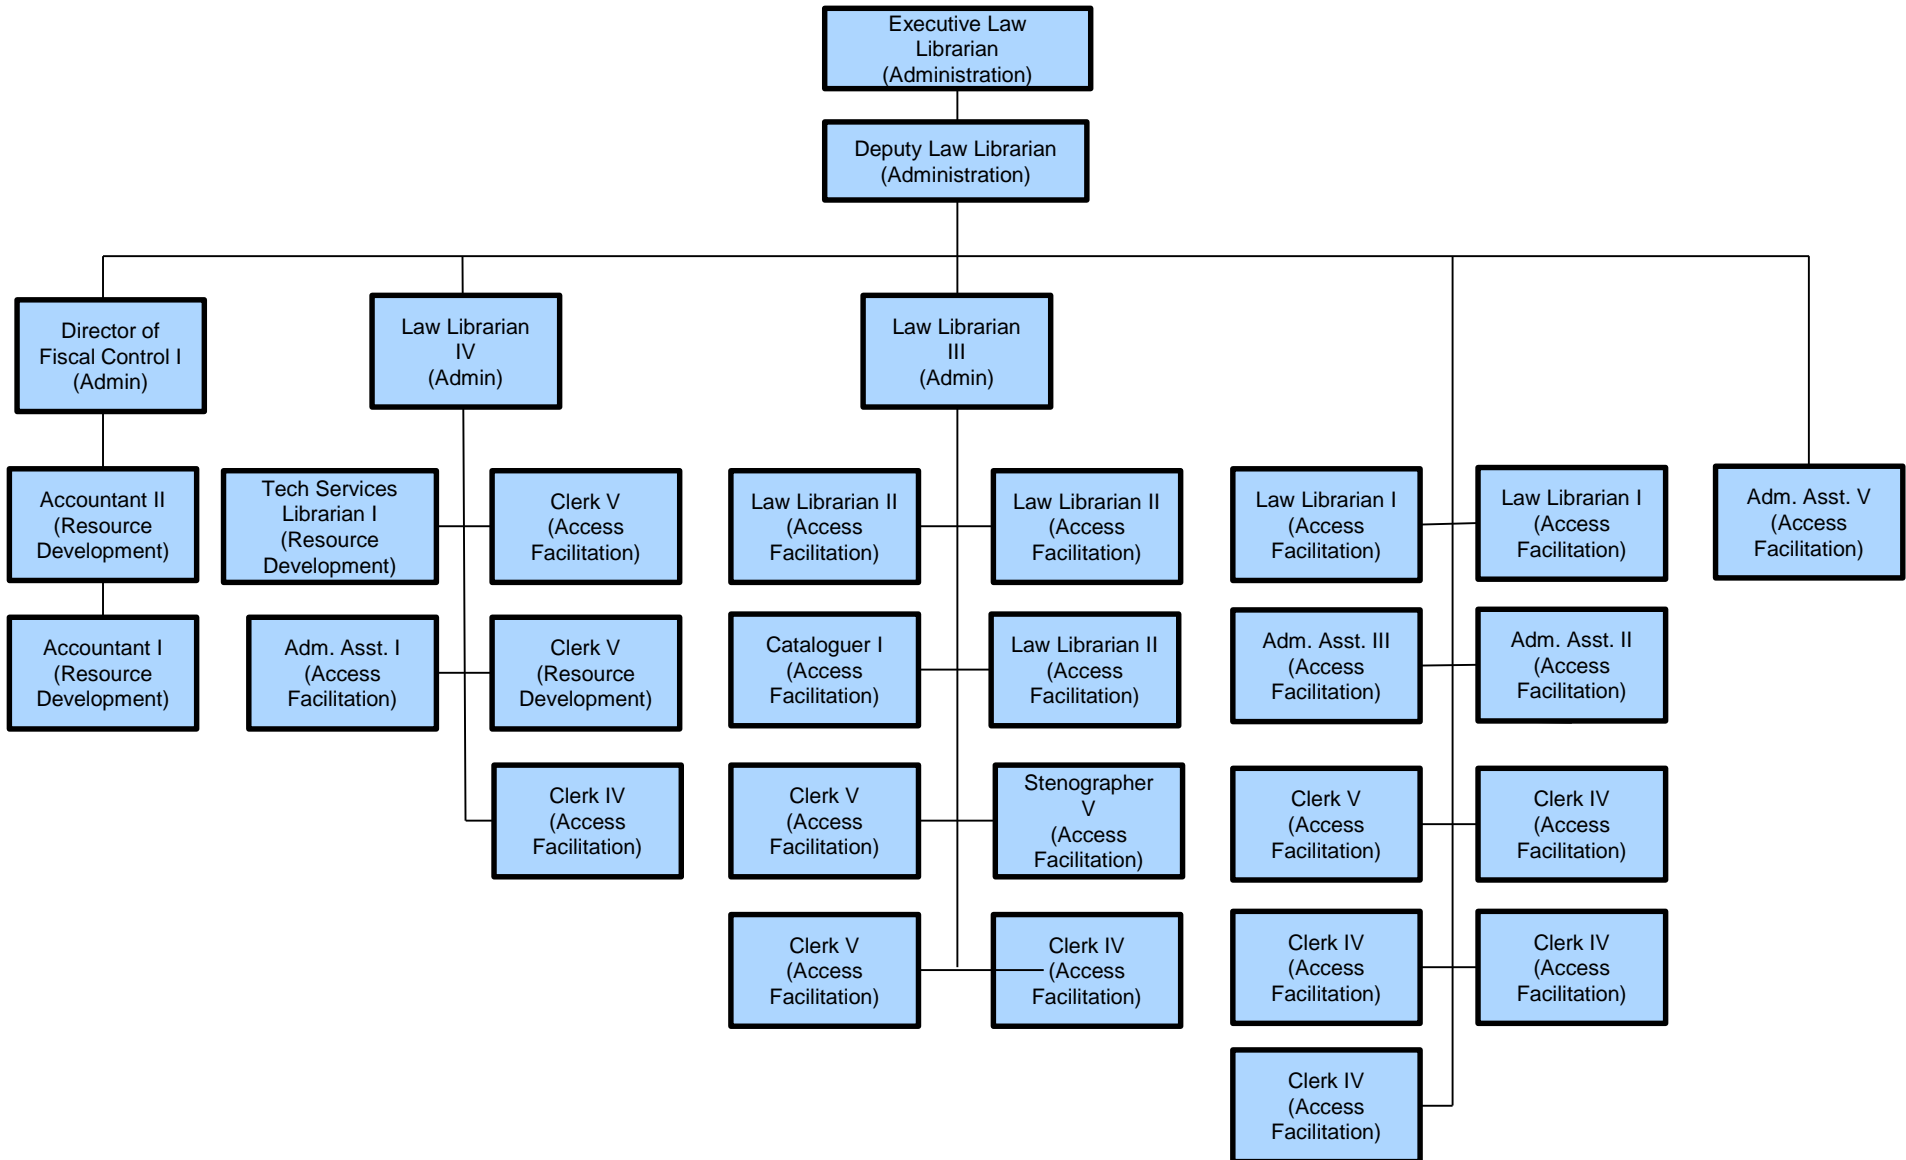 Executive Law
Librarian
(Administration)
Deputy Law Librarian
(Administration)
Director of
Fiscal Control I
(Admin)
Law Librarian
IV
(Admin)
Law Librarian
III
(Admin)
Accountant II
(Resource
Development)
Tech Services
Librarian I
(Resource
Development)
Clerk V
(Access
Facilitation)
Law Librarian II
(Access
Facilitation)
Law Librarian II
(Access
Facilitation)
Law Librarian I
(Access
Facilitation)
Law Librarian I
(Access
Facilitation)
Adm. Asst. V
(Access
Facilitation)
Accountant I
(Resource
Development)
Adm. Asst. I
(Access
Facilitation)
Clerk V
(Resource
Development)
Cataloguer I
(Access
Facilitation)
Law Librarian II
(Access
Facilitation)
Adm. Asst. III
(Access
Facilitation)
Adm. Asst. II
(Access
Facilitation)
Clerk IV
(Access
Facilitation)
Clerk V
(Access
Facilitation)
Stenographer
V
(Access
Facilitation)
Clerk V
(Access
Facilitation)
Clerk IV
(Access
Facilitation)
Clerk V
(Access
Facilitation)
Clerk IV
(Access
Facilitation)
Clerk IV
(Access
Facilitation)
Clerk IV
(Access
Facilitation)
Clerk IV
(Access
Facilitation)